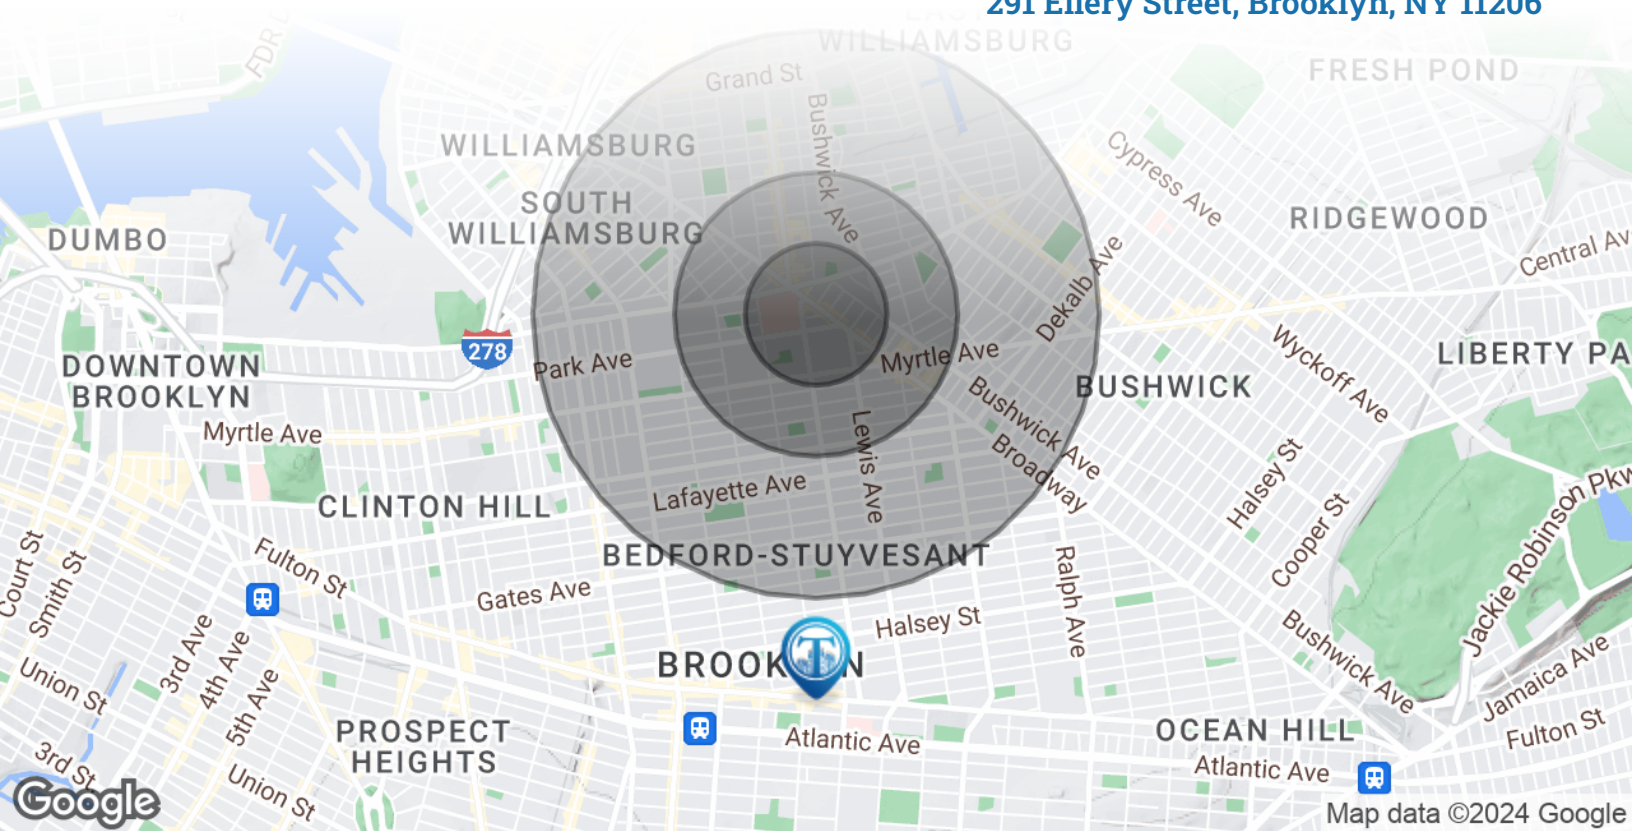 291 Ellery Street, Brooklyn, NY 11206
EAST
WILLIAMSBURG
FDR
Grand St
FRESH POND
Bushwick Ave
WILLIAMSBURG
Cypress Ave
SOUTH
WILLIAMSBURG
RIDGEWOOD
DUMBO
Central Av
Dekalb Ave
278
Park Ave
Myrtle Ave
Wyckoff Ave
LIBERTY PA
DOWNTOWN
BROOKLYN
BUSHWICK
Bushwick Ave
Myrtle Ave
Lewis Ave
Broadway
Halsey St
Lafayette Ave
CLINTON HILL
Cooper St
Jackie Robinson Pkw
Court St
Smith St
Fulton St
BEDFORD-STUYVESANT
Gates Ave
Ralph Ave
Halsey St
3rd Ave
4th Ave
5th Ave
Union St
BROOK
N
T
Bushwick Ave
Jamaica Ave
PROSPECT
HEIGHTS
Atlantic Ave
OCEAN HILL
Fulton St
Atlantic Ave
3rd St
Union St
Google
Map data ©2024 Google